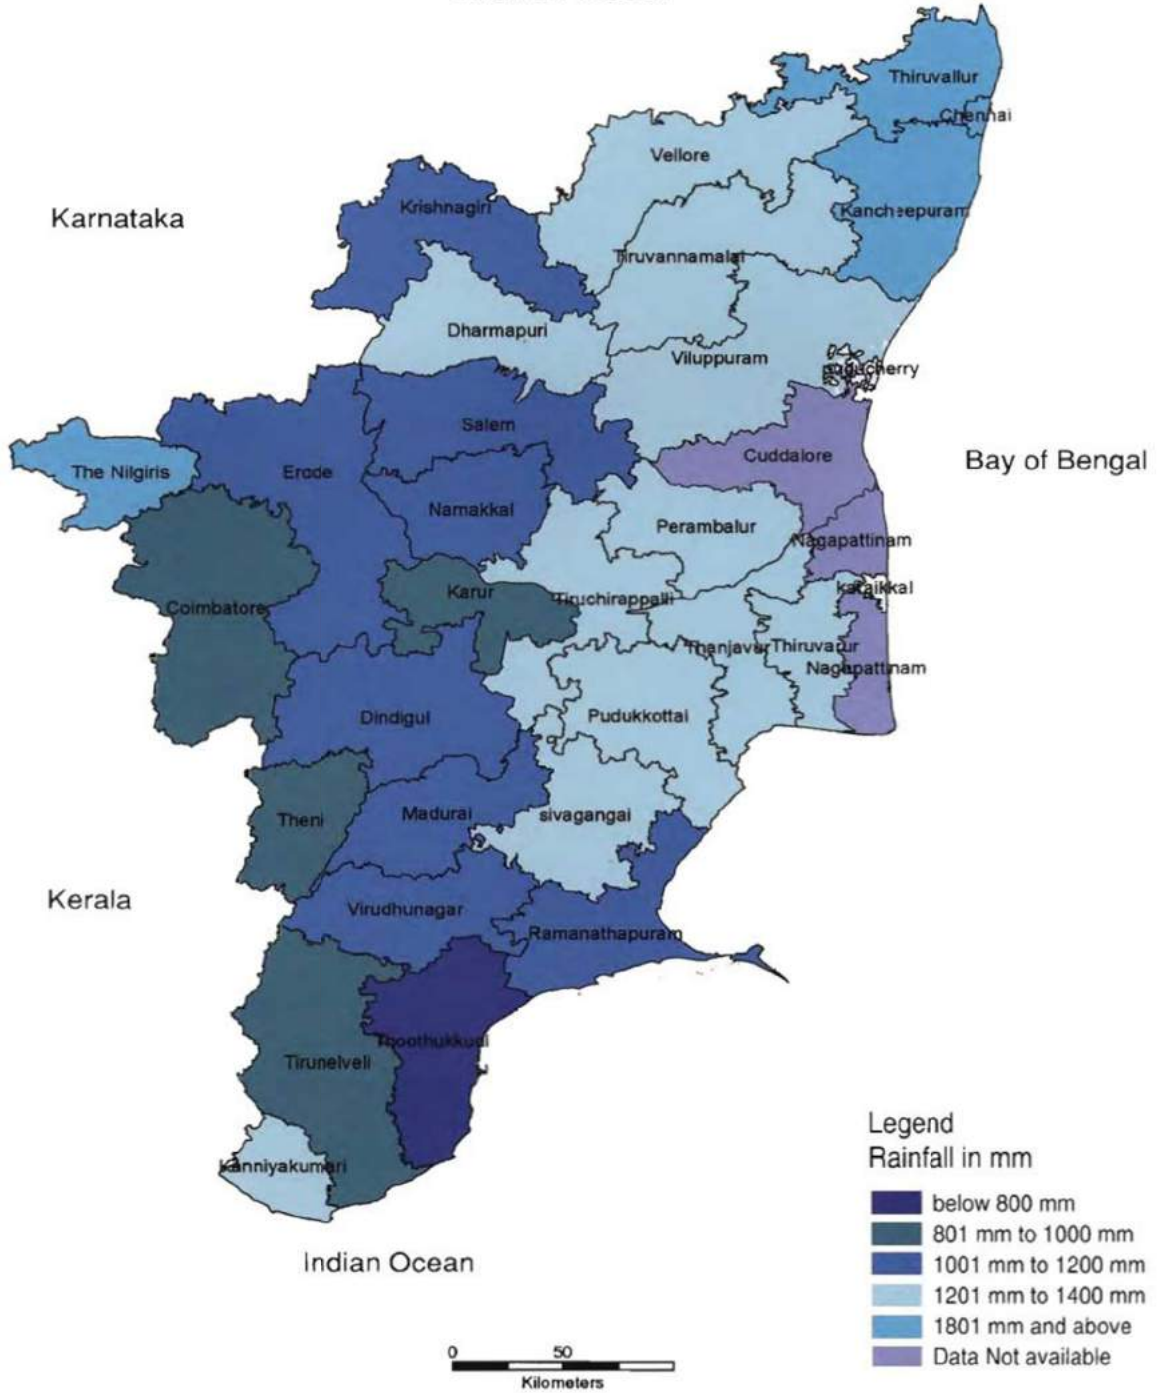 Thiruvallur
Chennai
Vellore
Karnataka
Krishnagiri
Kancheepuram
Tiruvannamalai
Dharmapuri
Viluppuram
puducherry
Salem
Cuddalore
Bay of Bengal
The Nilgiris
Erode
Namakkal
Perambalur
Nagapattinam
karaikkal
Karur
Tiruchirappalli
Coimbatore
Thanjavur
Thiruvarur
Nagapattinam
Dindigul
Pudukkottai
Theni
Madurai
sivagangai
Kerala
Virudhunagar
Ramanathapuram
Thoothukkudi
Tirunelveli
Kanniyakumari
Indian Ocean
Legend
Rainfall in mm
below 800 mm
801 mm to 1000 mm
1001 mm to 1200 mm
1201 mm to 1400 mm
1801 mm and above
Data Not available
0 50
Kilometers